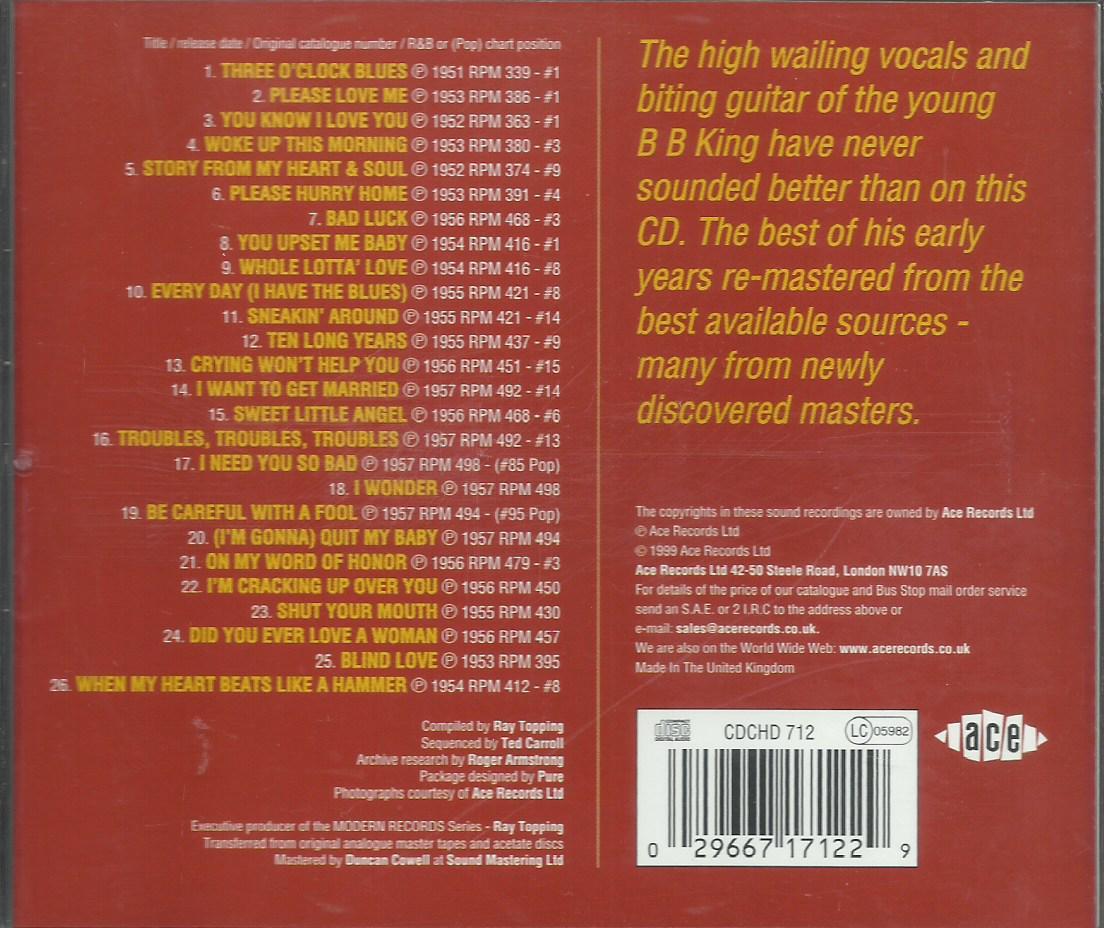 Title / release date / Original catalogue number / R&B or (Pop) chart position
1. THREE O'CLOCK BLUES ℗ 1951 RPM 339 - #1
2. PLEASE LOVE ME ℗ 1953 RPM 386 - #1
3. YOU KNOW I LOVE YOU ℗ 1952 RPM 363 - #1
4. WOKE UP THIS MORNING ℗ 1953 RPM 380 - #3
5. STORY FROM MY HEART & SOUL ℗ 1952 RPM 374 - #9
6. PLEASE HURRY HOME ℗ 1953 RPM 391 - #4
7. BAD LUCK ℗ 1956 RPM 468 - #3
8. YOU UPSET ME BABY ℗ 1954 RPM 416 - #1
9. WHOLE LOTTA' LOVE ℗ 1954 RPM 416 - #8
10. EVERY DAY (I HAVE THE BLUES) ℗ 1955 RPM 421 - #8
11. SNEAKIN' AROUND ℗ 1955 RPM 421 - #14
12. TEN LONG YEARS ℗ 1955 RPM 437 - #9
13. CRYING WON'T HELP YOU ℗ 1956 RPM 451 - #15
14. I WANT TO GET MARRIED ℗ 1957 RPM 492 - #14
15. SWEET LITTLE ANGEL ℗ 1956 RPM 468 - #6
16. TROUBLES, TROUBLES, TROUBLES ℗ 1957 RPM 492 - #13
17. I NEED YOU SO BAD ℗ 1957 RPM 498 - (#85 Pop)
18. I WONDER ℗ 1957 RPM 498
19. BE CAREFUL WITH A FOOL ℗ 1957 RPM 494 - (#95 Pop)
20. (I'M GONNA) QUIT MY BABY ℗ 1957 RPM 494
21. ON MY WORD OF HONOR ℗ 1956 RPM 479 - #3
22. I'M CRACKING UP OVER YOU ℗ 1956 RPM 450
23. SHUT YOUR MOUTH ℗ 1955 RPM 430
24. DID YOU EVER LOVE A WOMAN ℗ 1956 RPM 457
25. BLIND LOVE ℗ 1953 RPM 395
26. WHEN MY HEART BEATS LIKE A HAMMER ℗ 1954 RPM 412 - #8
Compiled by Ray Topping
Sequenced by Ted Carroll
Archive research by Roger Armstrong
Package designed by Pure
Photographs courtesy of Ace Records Ltd
Executive producer of the MODERN RECORDS Series - Ray Topping
Transferred from original analogue master tapes and acetate discs
Mastered by Duncan Cowell at Sound Mastering Ltd
The high wailing vocals and
biting guitar of the young
B B King have never
sounded better than on this
CD. The best of his early
years re-mastered from the
best available sources -
many from newly
discovered masters.
The copyrights in these sound recordings are owned by Ace Records Ltd
℗ Ace Records Ltd
© 1999 Ace Records Ltd
Ace Records Ltd 42-50 Steele Road, London NW10 7AS
For details of the price of our catalogue and Bus Stop mail order service
send an S.A.E. or 2 I.R.C to the address above or
e-mail: sales@acerecords.co.uk.
We are also on the World Wide Web: www.acerecords.co.uk
Made In The United Kingdom
COMPACT disc DIGITAL AUDIO
CDCHD 712
LC 05982
0 29667 17122 9
ace